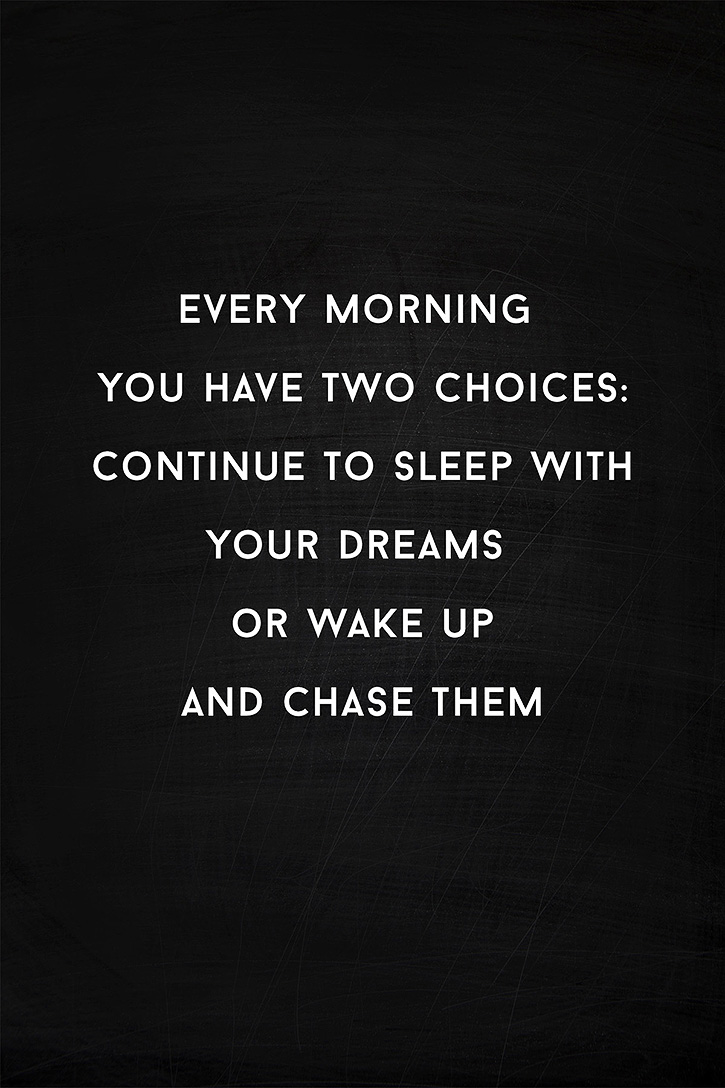 EVERY MORNING
YOU HAVE TWO CHOICES:
CONTINUE TO SLEEP WITH
YOUR DREAMS
OR WAKE UP
AND CHASE THEM